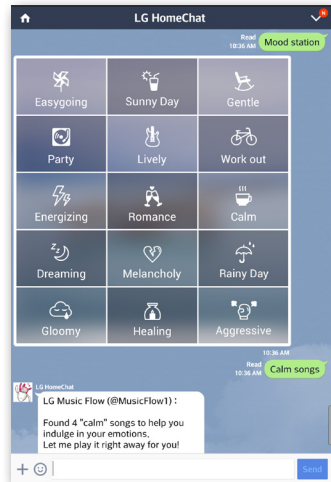 LG HomeChat
N
Read
10:36 AM
Mood station
Easygoing
Sunny Day
Gentle
Party
Lively
Work out
Energizing
Romance
Calm
Dreaming
Melancholy
Rainy Day
Gloomy
Healing
Aggressive
10:36 AM
Read
10:36 AM
Calm songs
LG HomeChat
LG Music Flow (@MusicFlow1) :
Found 4 "calm" songs to help you
indulge in your emotions,
Let me play it right away for you!
Send